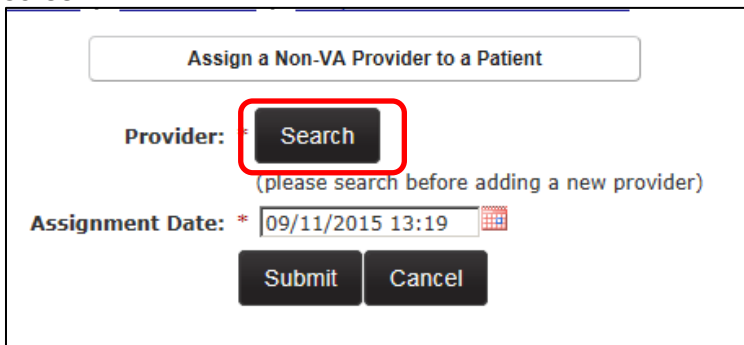 Assign a Non-VA Provider to a Patient
Provider: * Search
(please search before adding a new provider)
Assignment Date: * 09/11/2015 13:19
Submit Cancel